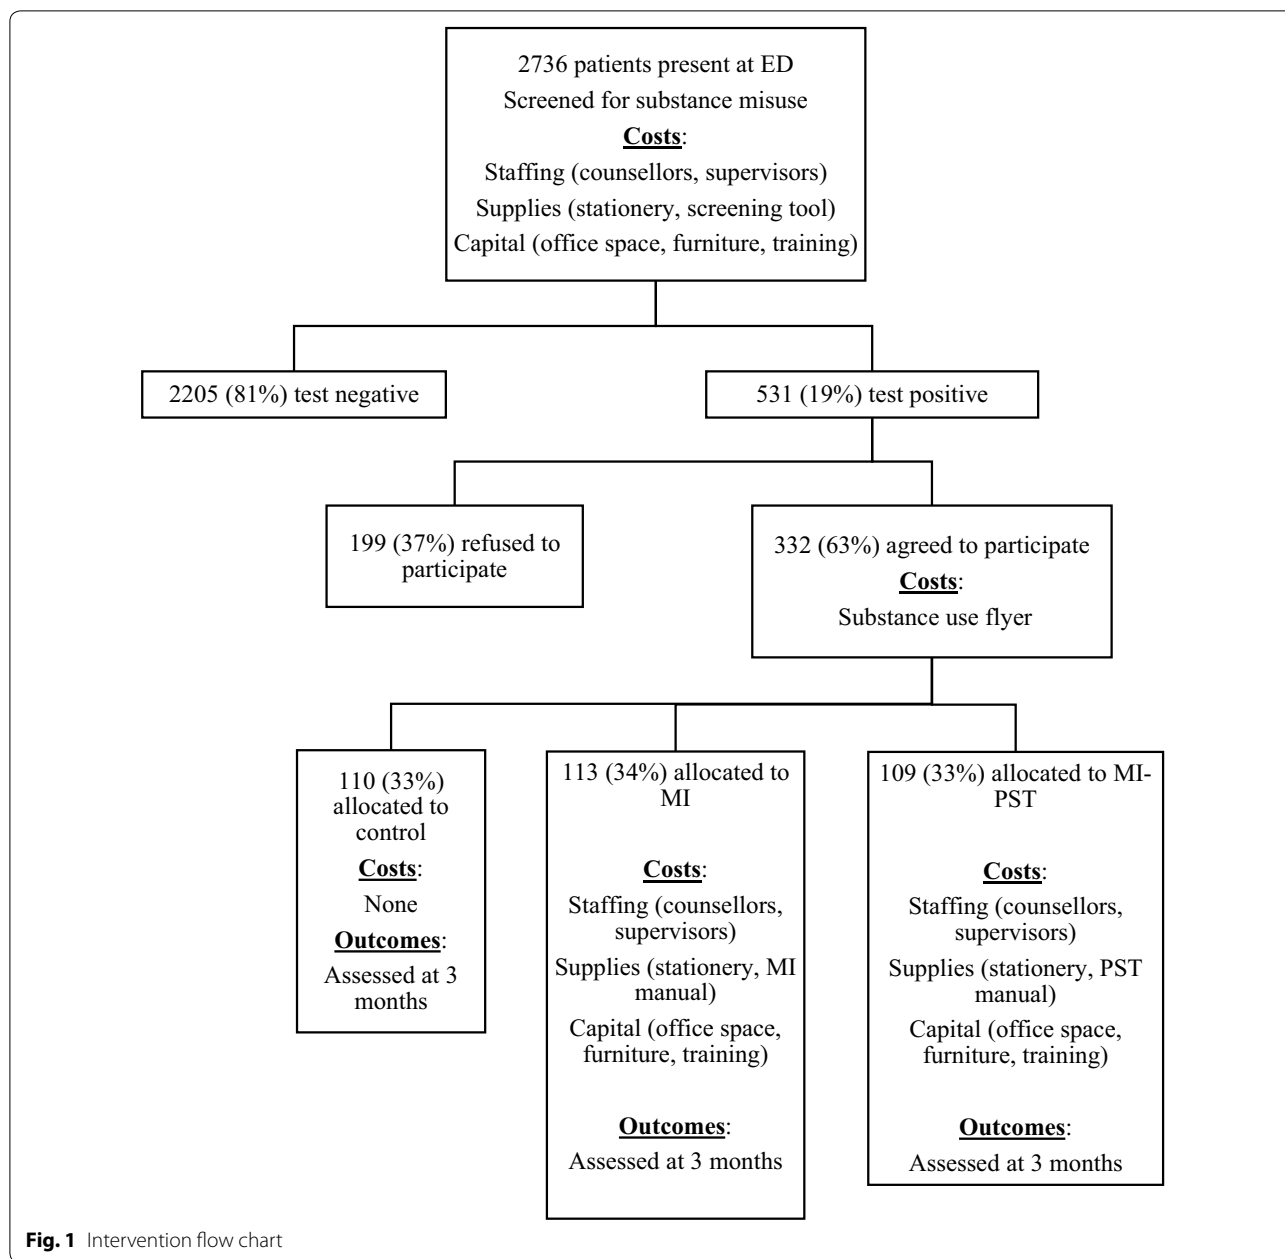 2736 patients present at ED
Screened for substance misuse
Costs:
Staffing (counsellors, supervisors)
Supplies (stationery, screening tool)
Capital (office space, furniture, training)
2205 (81%) test negative
531 (19%) test positive
199 (37%) refused to
participate
332 (63%) agreed to participate
Costs:
Substance use flyer
110 (33%)
allocated to
control
Costs:
None
Outcomes:
Assessed at 3
months
113 (34%) allocated to
MI
Costs:
Staffing (counsellors,
supervisors)
Supplies (stationery, MI
manual)
Capital (office space,
furniture, training)
Outcomes:
Assessed at 3 months
109 (33%) allocated to MI-
PST
Costs:
Staffing (counsellors,
supervisors)
Supplies (stationery, PST
manual)
Capital (office space,
furniture, training)
Outcomes:
Assessed at 3 months
Fig. 1 Intervention flow chart